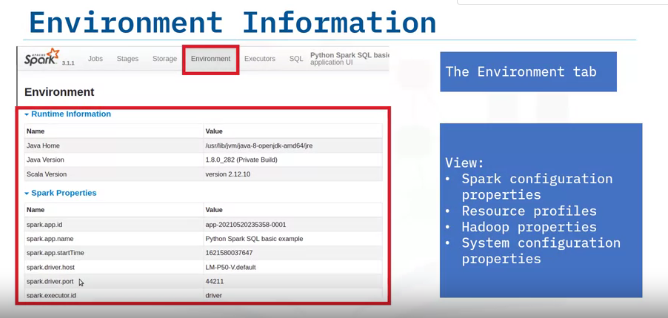 Environment Information
APACHE Spark 3.1.1 Jobs Stages Storage Environment Executors SQL Python Spark SQL basic
application UI
Environment
Runtime Information
Name Value
Java Home /usr/lib/jvm/java-8-openjdk-amd64/jre
Java Version 1.8.0_282 (Private Build)
Scala Version version 2.12.10
Spark Properties
Name Value
spark.app.id app-20210520235358-0001
spark.app.name Python Spark SQL basic example
spark.app.startTime 1621580037647
spark.driver.host LM-P50-V.default
spark.driver.port 44211
spark.executor.id driver
The Environment tab
View:
• Spark configuration
properties
• Resource profiles
• Hadoop properties
• System configuration
properties